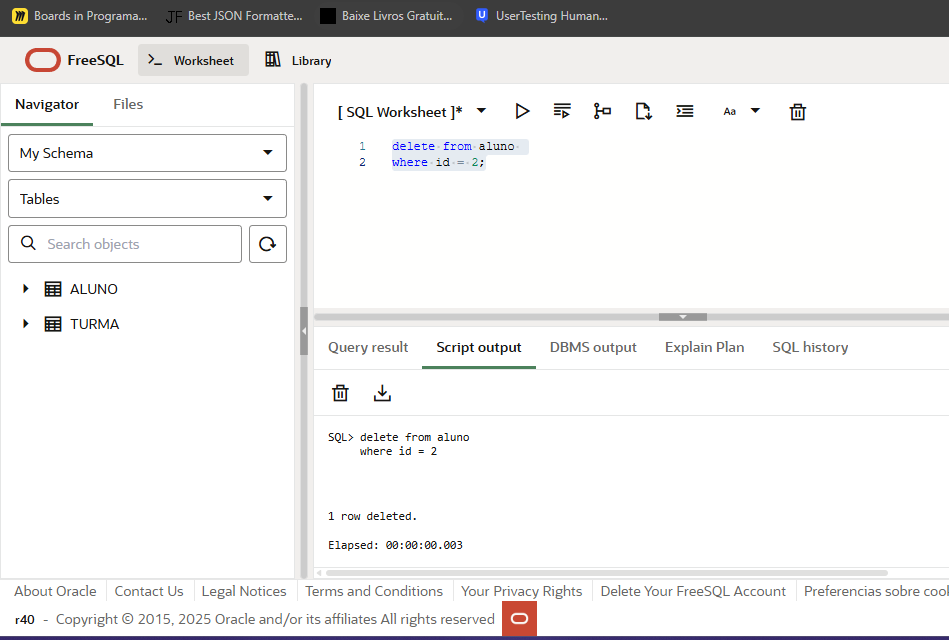 Boards in Programa... JF Best JSON Formatte... Baixe Livros Gratuit... U UserTesting Human...
FreeSQL >_ Worksheet Library
Navigator Files
My Schema
Tables
Search objects
ALUNO
TURMA
[ SQL Worksheet ]* Aa
1 delete from aluno
2 where id = 2;
Query result Script output DBMS output Explain Plan SQL history
SQL> delete from aluno
where id = 2
1 row deleted.
Elapsed: 00:00:00.003
About Oracle Contact Us Legal Notices Terms and Conditions Your Privacy Rights Delete Your FreeSQL Account Preferencias sobre cook
r40 - Copyright © 2015, 2025 Oracle and/or its affiliates All rights reserved